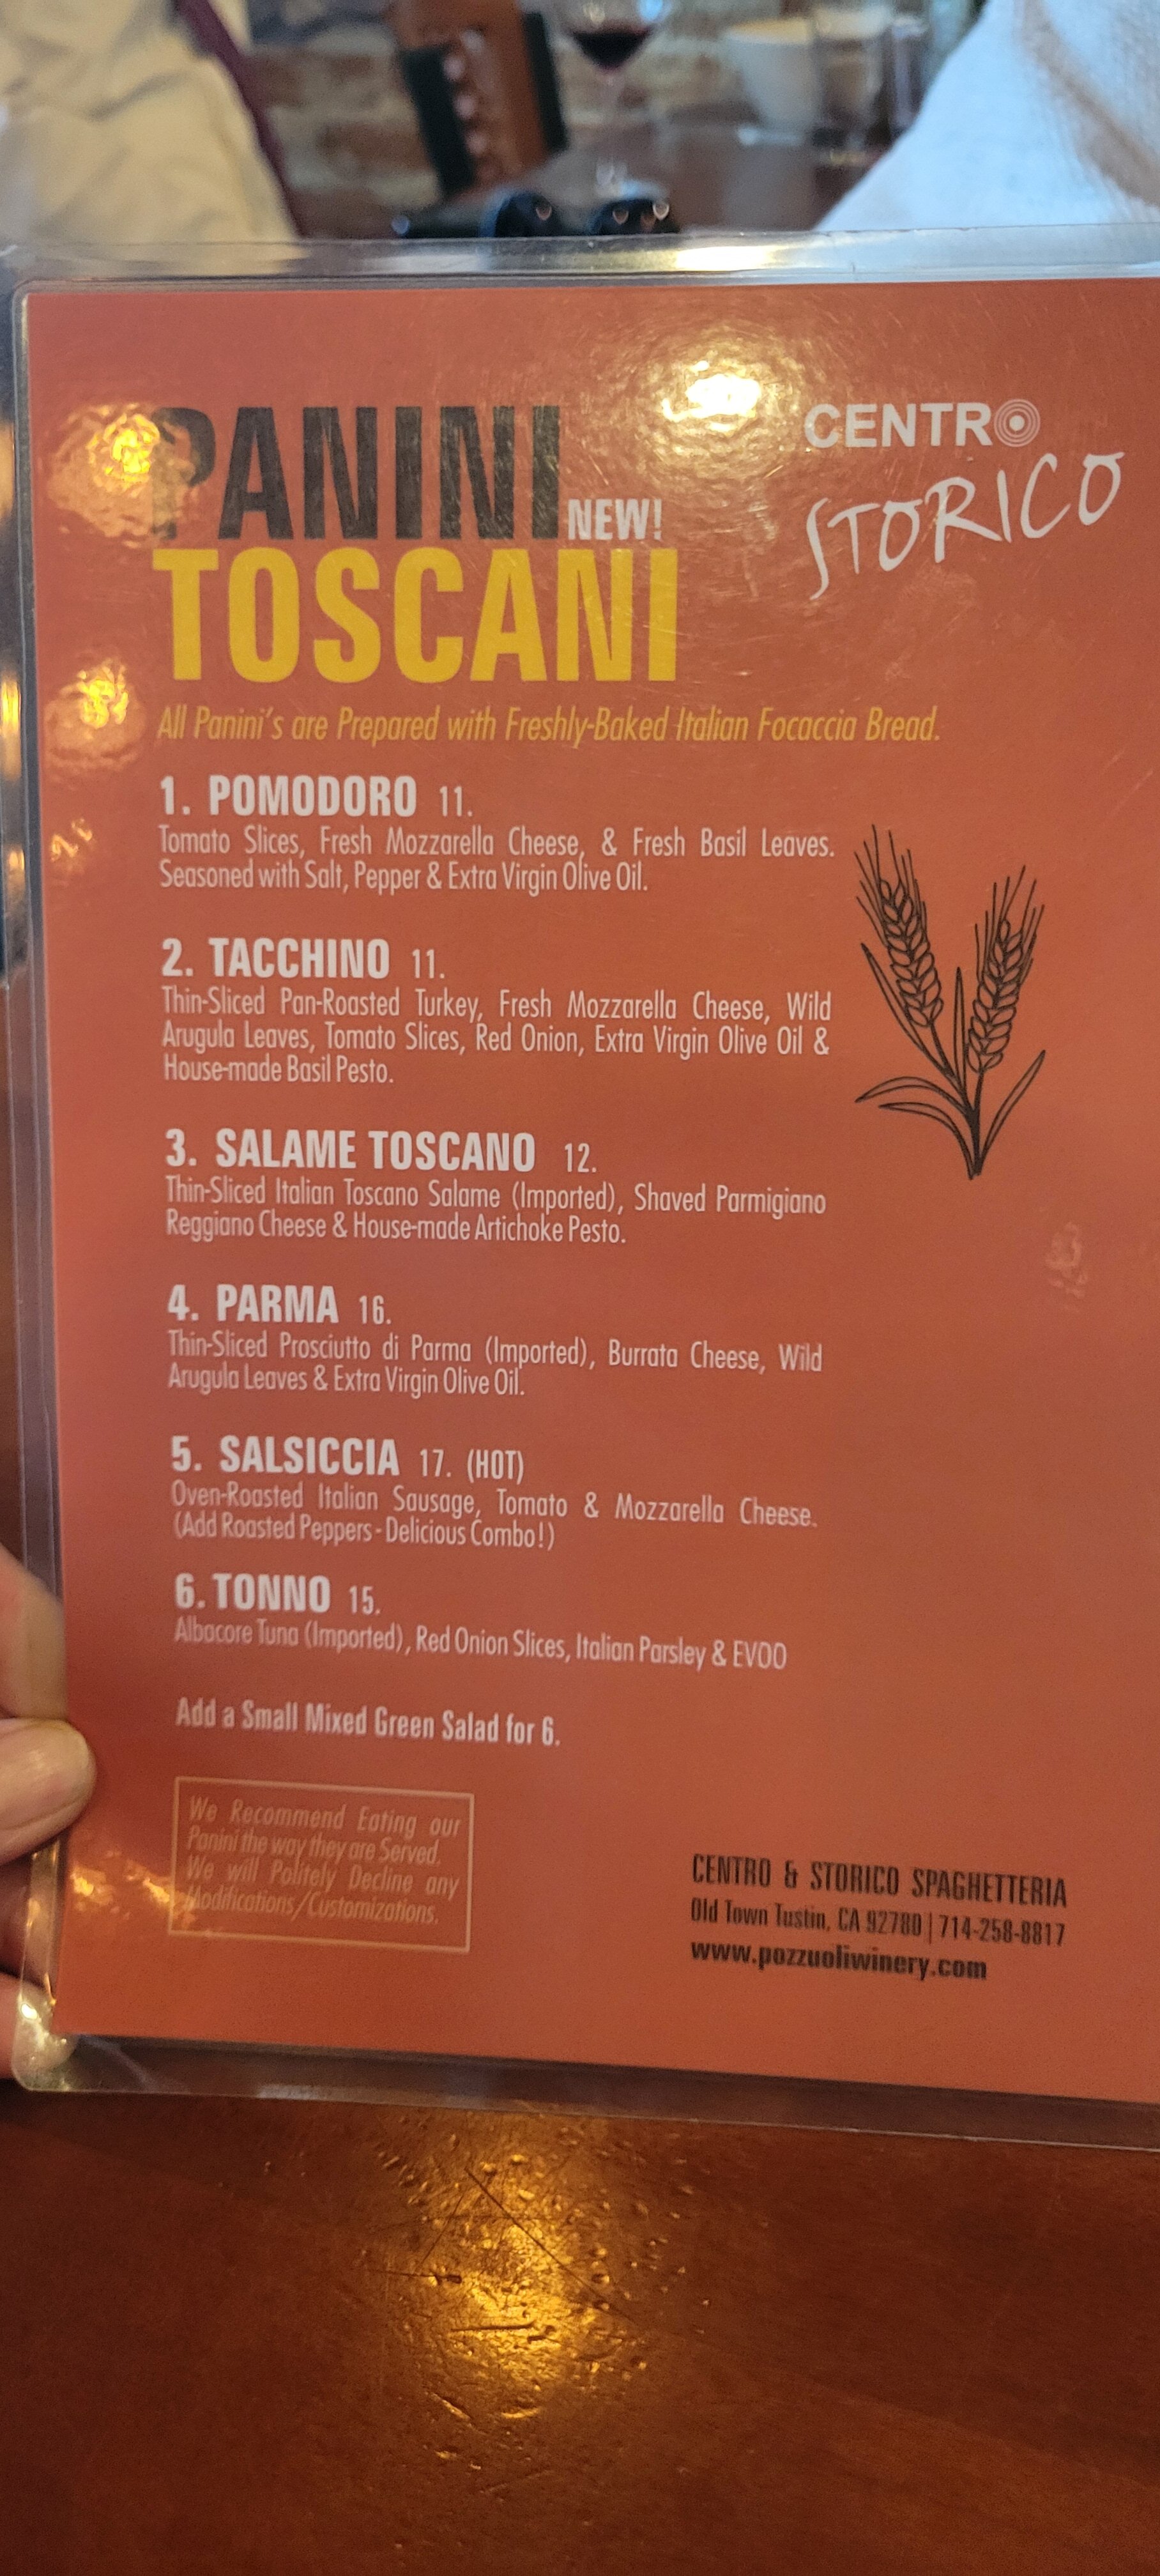 PANINI NEW!
TOSCANI
CENTRO
STORICO
All Panini's are Prepared with Freshly-Baked Italian Focaccia Bread.
1. POMODORO 11.
Tomato Slices, Fresh Mozzarella Cheese, & Fresh Basil Leaves.
Seasoned with Salt, Pepper & Extra Virgin Olive Oil.
2. TACCHINO 11.
Thin-Sliced Pan-Roasted Turkey, Fresh Mozzarella Cheese, Wild
Arugula Leaves, Tomato Slices, Red Onion, Extra Virgin Olive Oil &
House-made Basil Pesto.
3. SALAME TOSCANO 12.
Thin-Sliced Italian Toscano Salame (Imported), Shaved Parmigiano
Reggiano Cheese & House-made Artichoke Pesto.
4. PARMA 16.
Thin-Sliced Prosciutto di Parma (Imported), Burrata Cheese, Wild
Arugula Leaves & Extra Virgin Olive Oil.
5. SALSICCIA 17. (HOT)
Oven-Roasted Italian Sausage, Tomato & Mozzarella Cheese.
(Add Roasted Peppers - Delicious Combo!)
6. TONNO 15.
Albacore Tuna (Imported), Red Onion Slices, Italian Parsley & EVOO
Add a Small Mixed Green Salad for 6.
We Recommend Eating our
Panini the way they are Served.
We will Politely Decline any
Modifications/Customizations.
CENTRO & STORICO SPAGHETTERIA
Old Town Tustin, CA 92780 | 714-258-8817
www.pozzuoliwinery.com